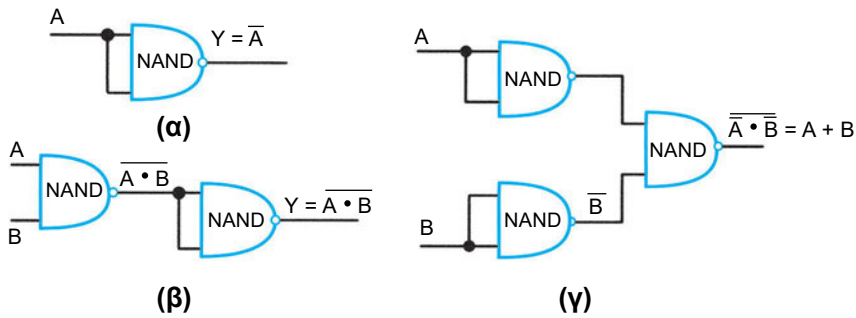 A
NAND
Y = A̅
(α)
A
B
NAND
A̅ ̅•̅ ̅B̅
NAND
Y = A̅ ̅•̅ ̅B̅
(β)
A
NAND
B
NAND
B̅
NAND
A̿ ̅•̅ ̅B̿ = A + B
(γ)